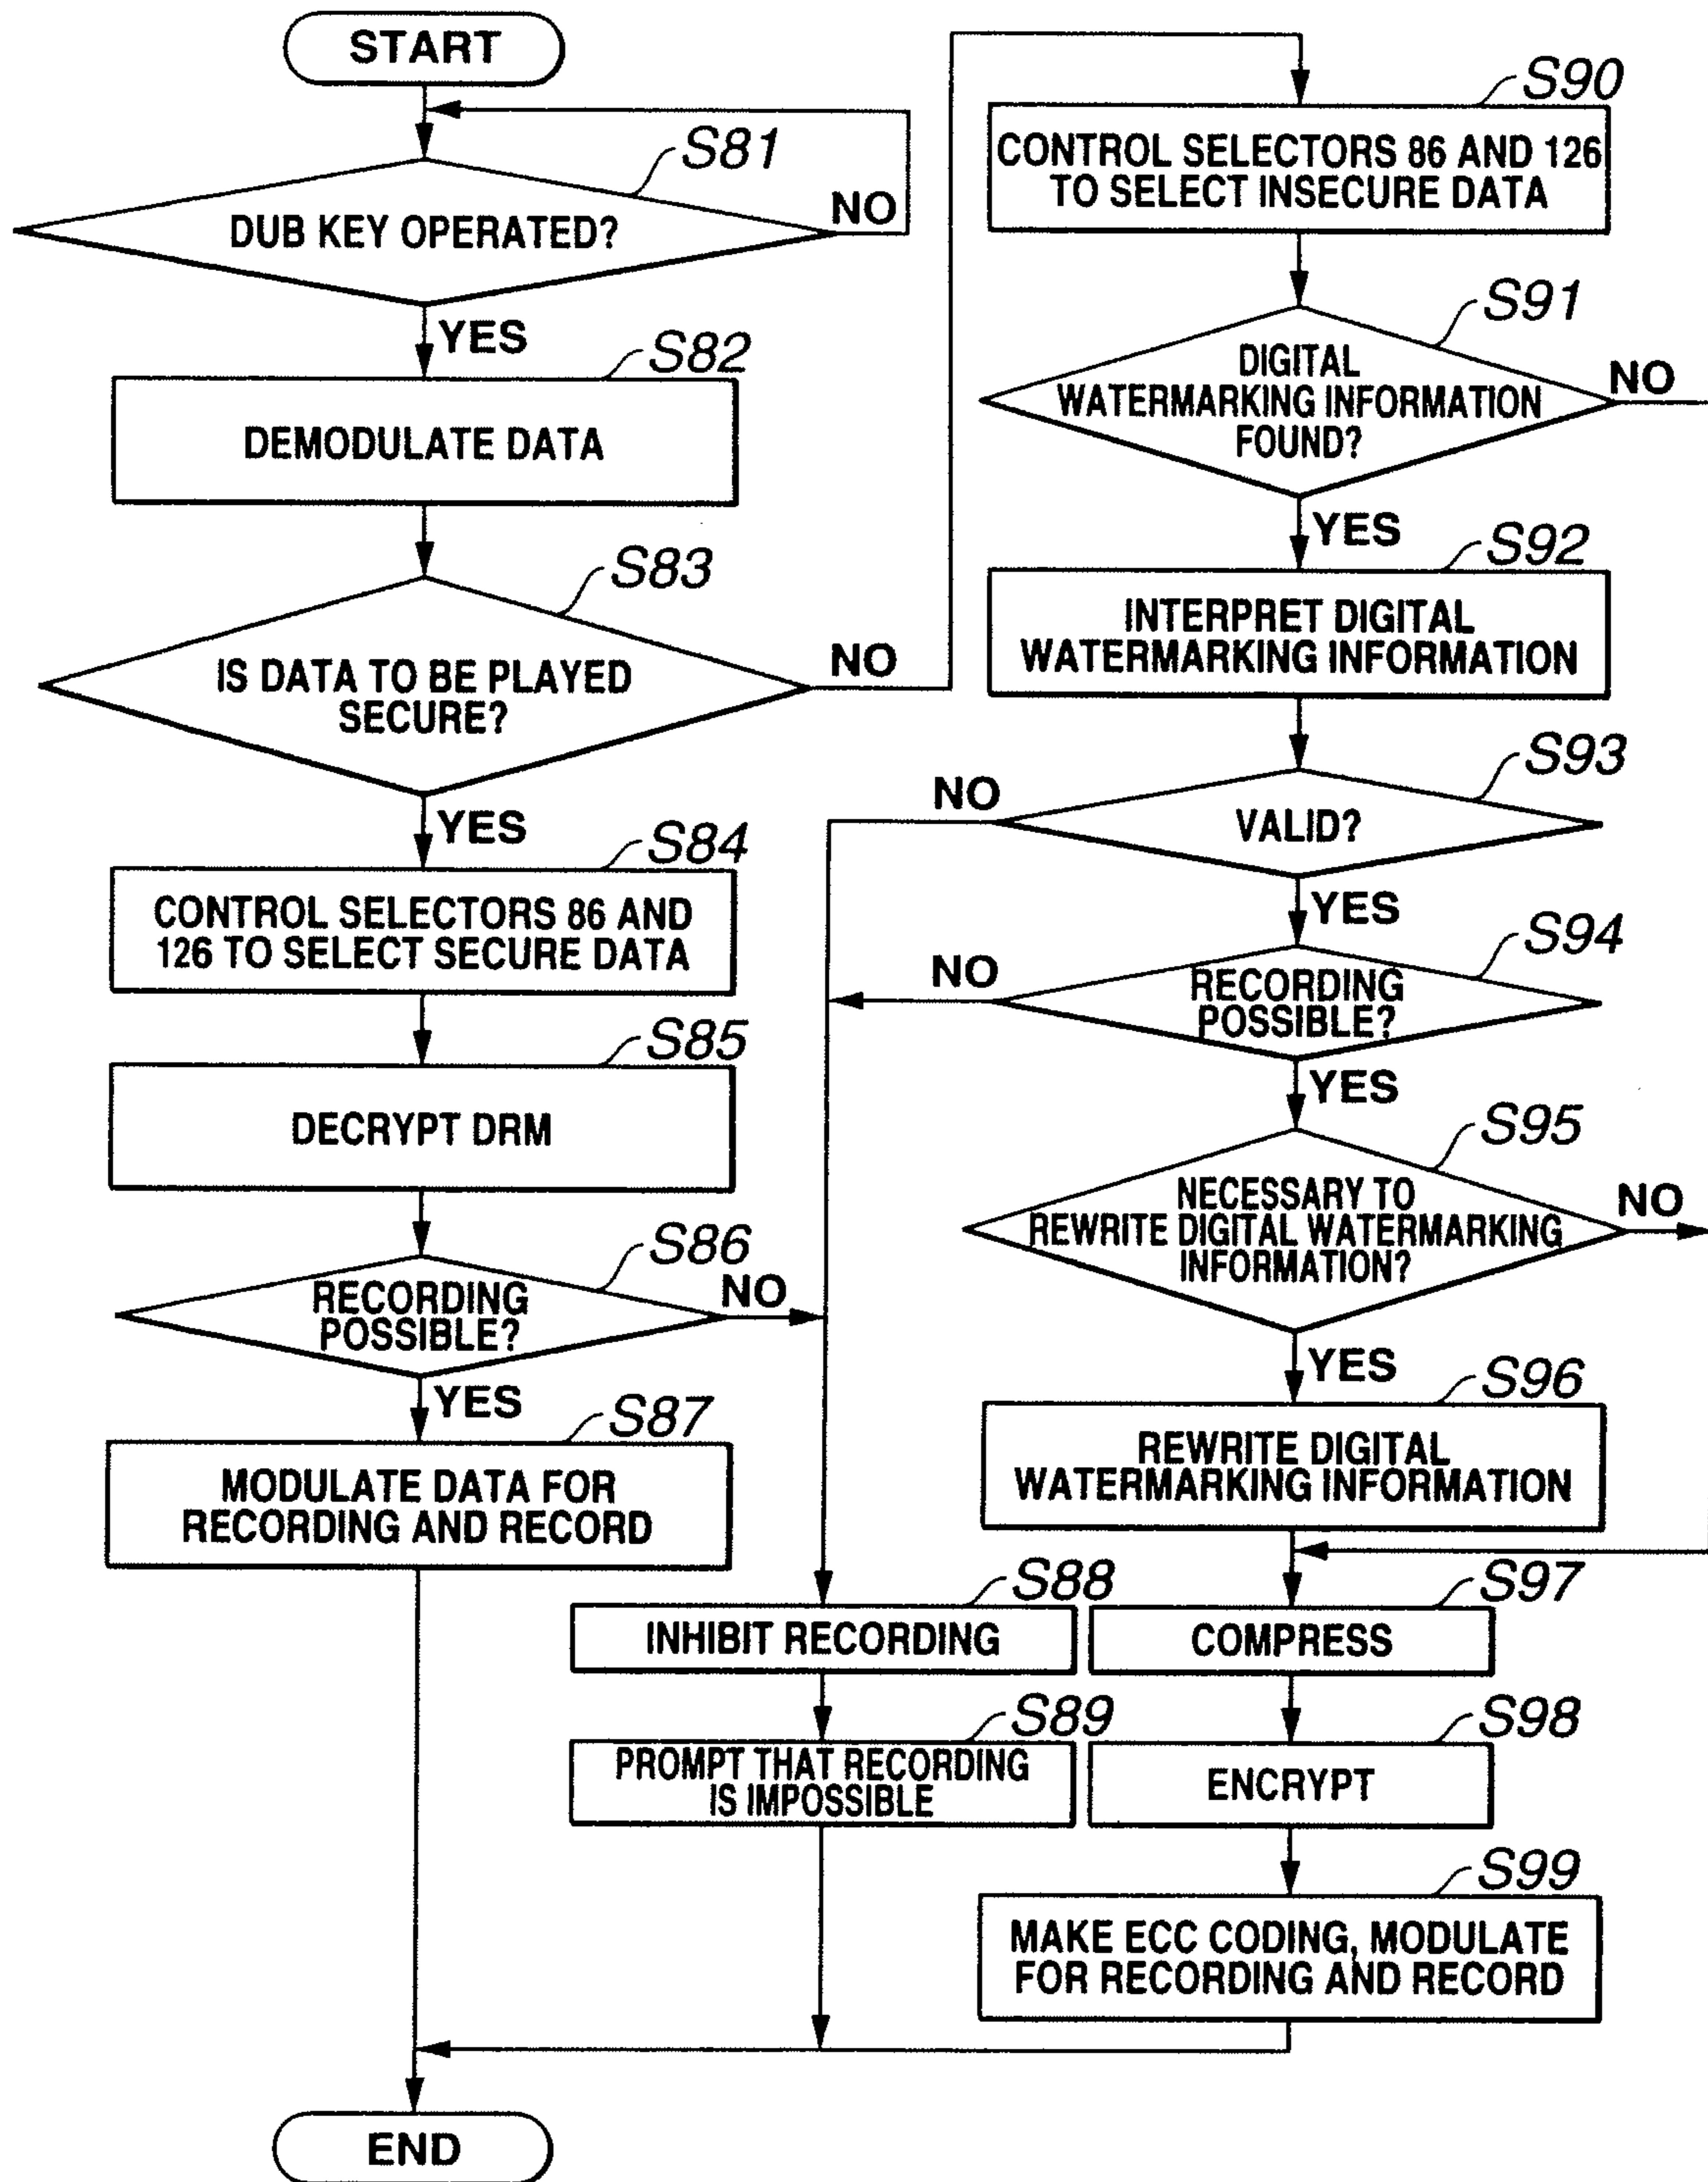 START
S81
DUB KEY OPERATED?
NO
YES
S82
DEMODULATE DATA
S83
IS DATA TO BE PLAYED
SECURE?
NO
YES
S84
CONTROL SELECTORS 86 AND
126 TO SELECT SECURE DATA
S85
DECRYPT DRM
S86
RECORDING
POSSIBLE?
NO
YES
S87
MODULATE DATA FOR
RECORDING AND RECORD
S88
INHIBIT RECORDING
S89
PROMPT THAT RECORDING
IS IMPOSSIBLE
S90
CONTROL SELECTORS 86 AND 126
TO SELECT INSECURE DATA
S91
DIGITAL
WATERMARKING INFORMATION
FOUND?
NO
YES
S92
INTERPRET DIGITAL
WATERMARKING INFORMATION
S93
VALID?
NO
YES
S94
RECORDING
POSSIBLE?
NO
YES
S95
NECESSARY TO
REWRITE DIGITAL WATERMARKING
INFORMATION?
NO
YES
S96
REWRITE DIGITAL
WATERMARKING INFORMATION
S97
COMPRESS
S98
ENCRYPT
S99
MAKE ECC CODING, MODULATE
FOR RECORDING AND RECORD
END